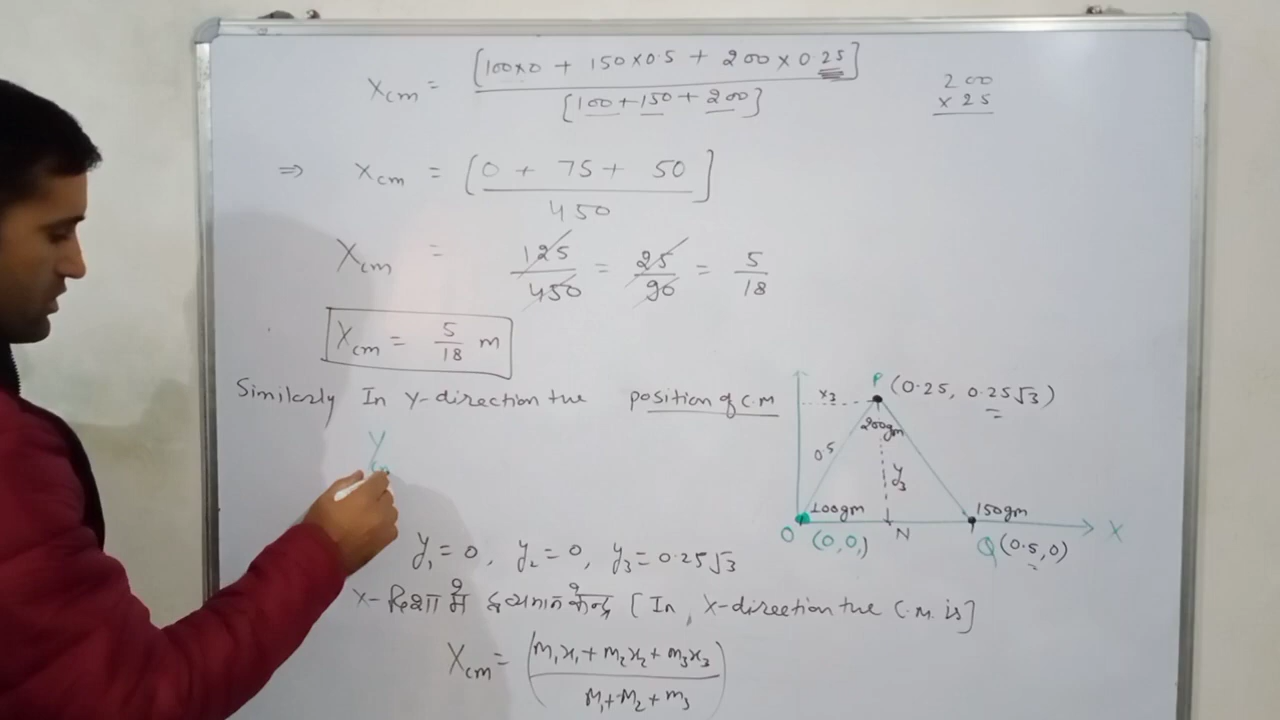 Xcm = [100×0 + 150×0.5 + 200×0.25] / [100+150+200]
200
×25
⇒ Xcm = [0 + 75 + 50] / 450
Xcm = 125/450 = 25/90 = 5/18
Xcm = 5/18 m
Similarly In y-direction the position of C.M
Y
P (0.25, 0.25√3)
x3
200gm
0.5
y3
100gm
150gm
O (0,0,)
N
Q (0.5,0)
X
y1 = 0, y2 = 0, y3 = 0.25√3
X-दिशा में द्रव्यमान केन्द्र [In, X-direction the C.M. is]
Xcm = (m1x1 + m2x2 + m3x3 / m1+m2+m3)